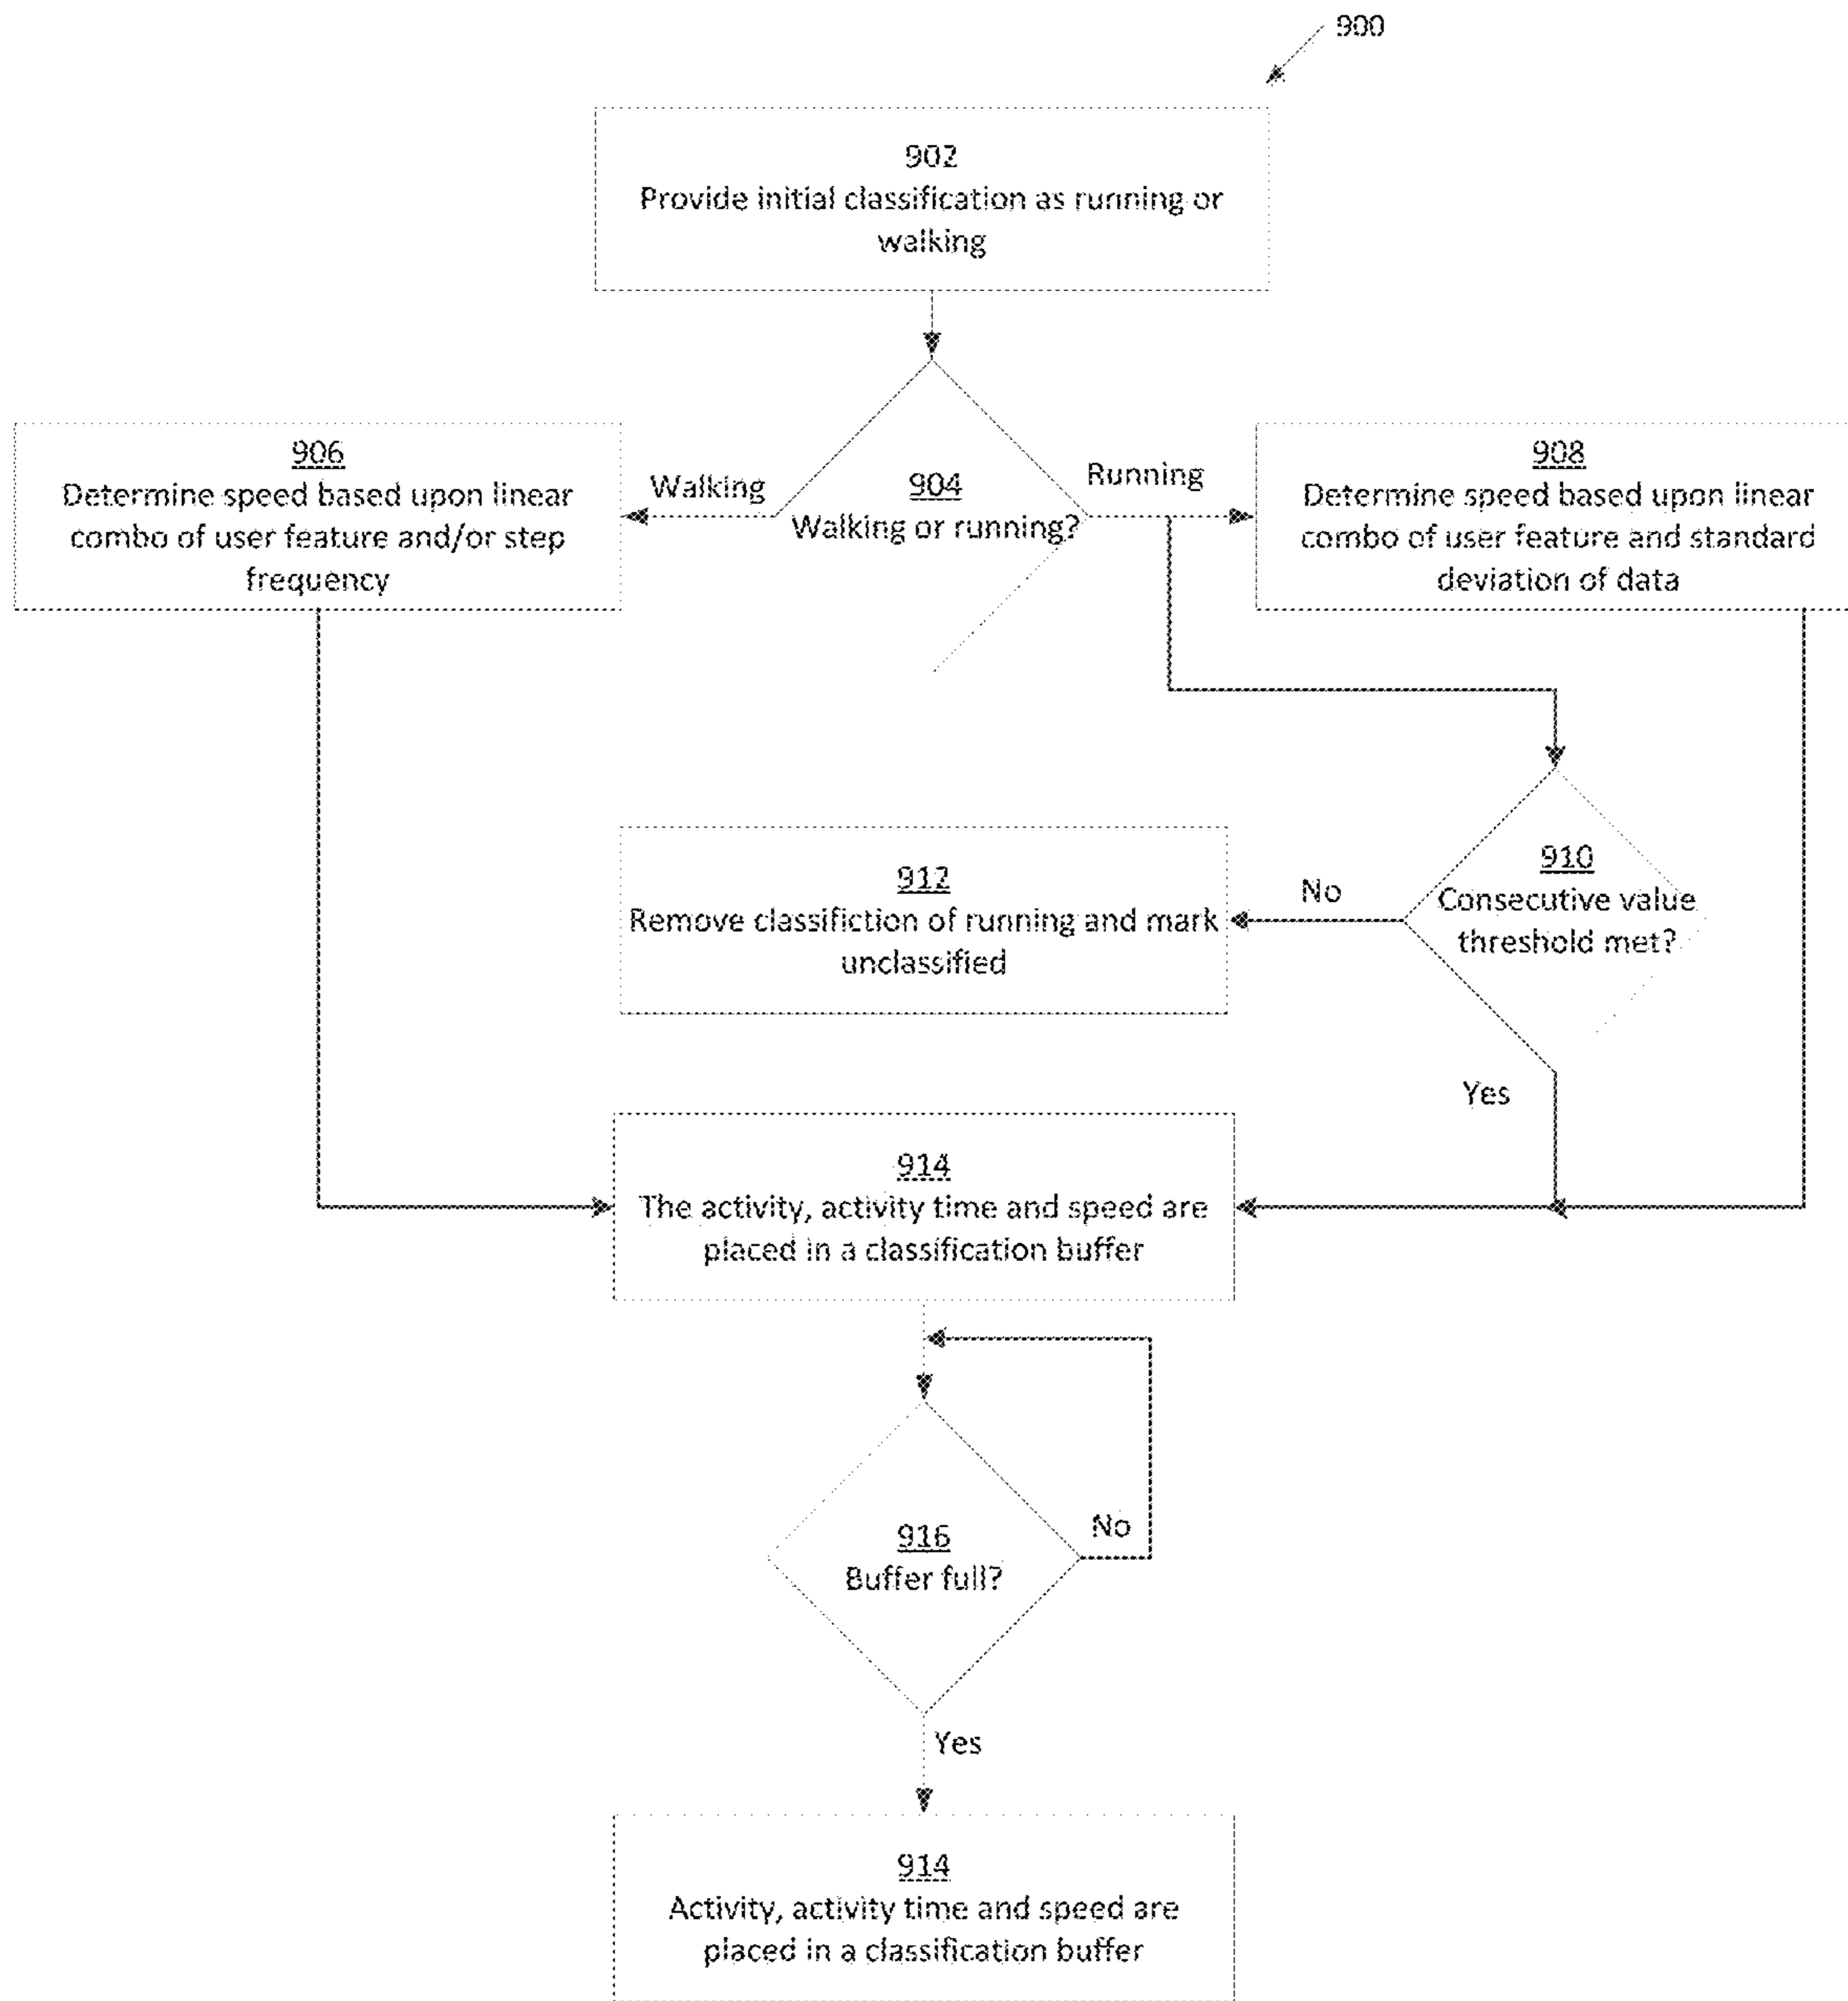 900
902
Provide initial classification as running or
walking
906
Determine speed based upon linear
combo of user feature and/or step
frequency
Walking
904
Walking or running?
Running
908
Determine speed based upon linear
combo of user feature and standard
deviation of data
910
Consecutive value
threshold met?
No
912
Remove classifiction of running and mark
unclassified
Yes
914
The activity, activity time and speed are
placed in a classification buffer
916
Buffer full?
No
Yes
914
Activity, activity time and speed are
placed in a classification buffer